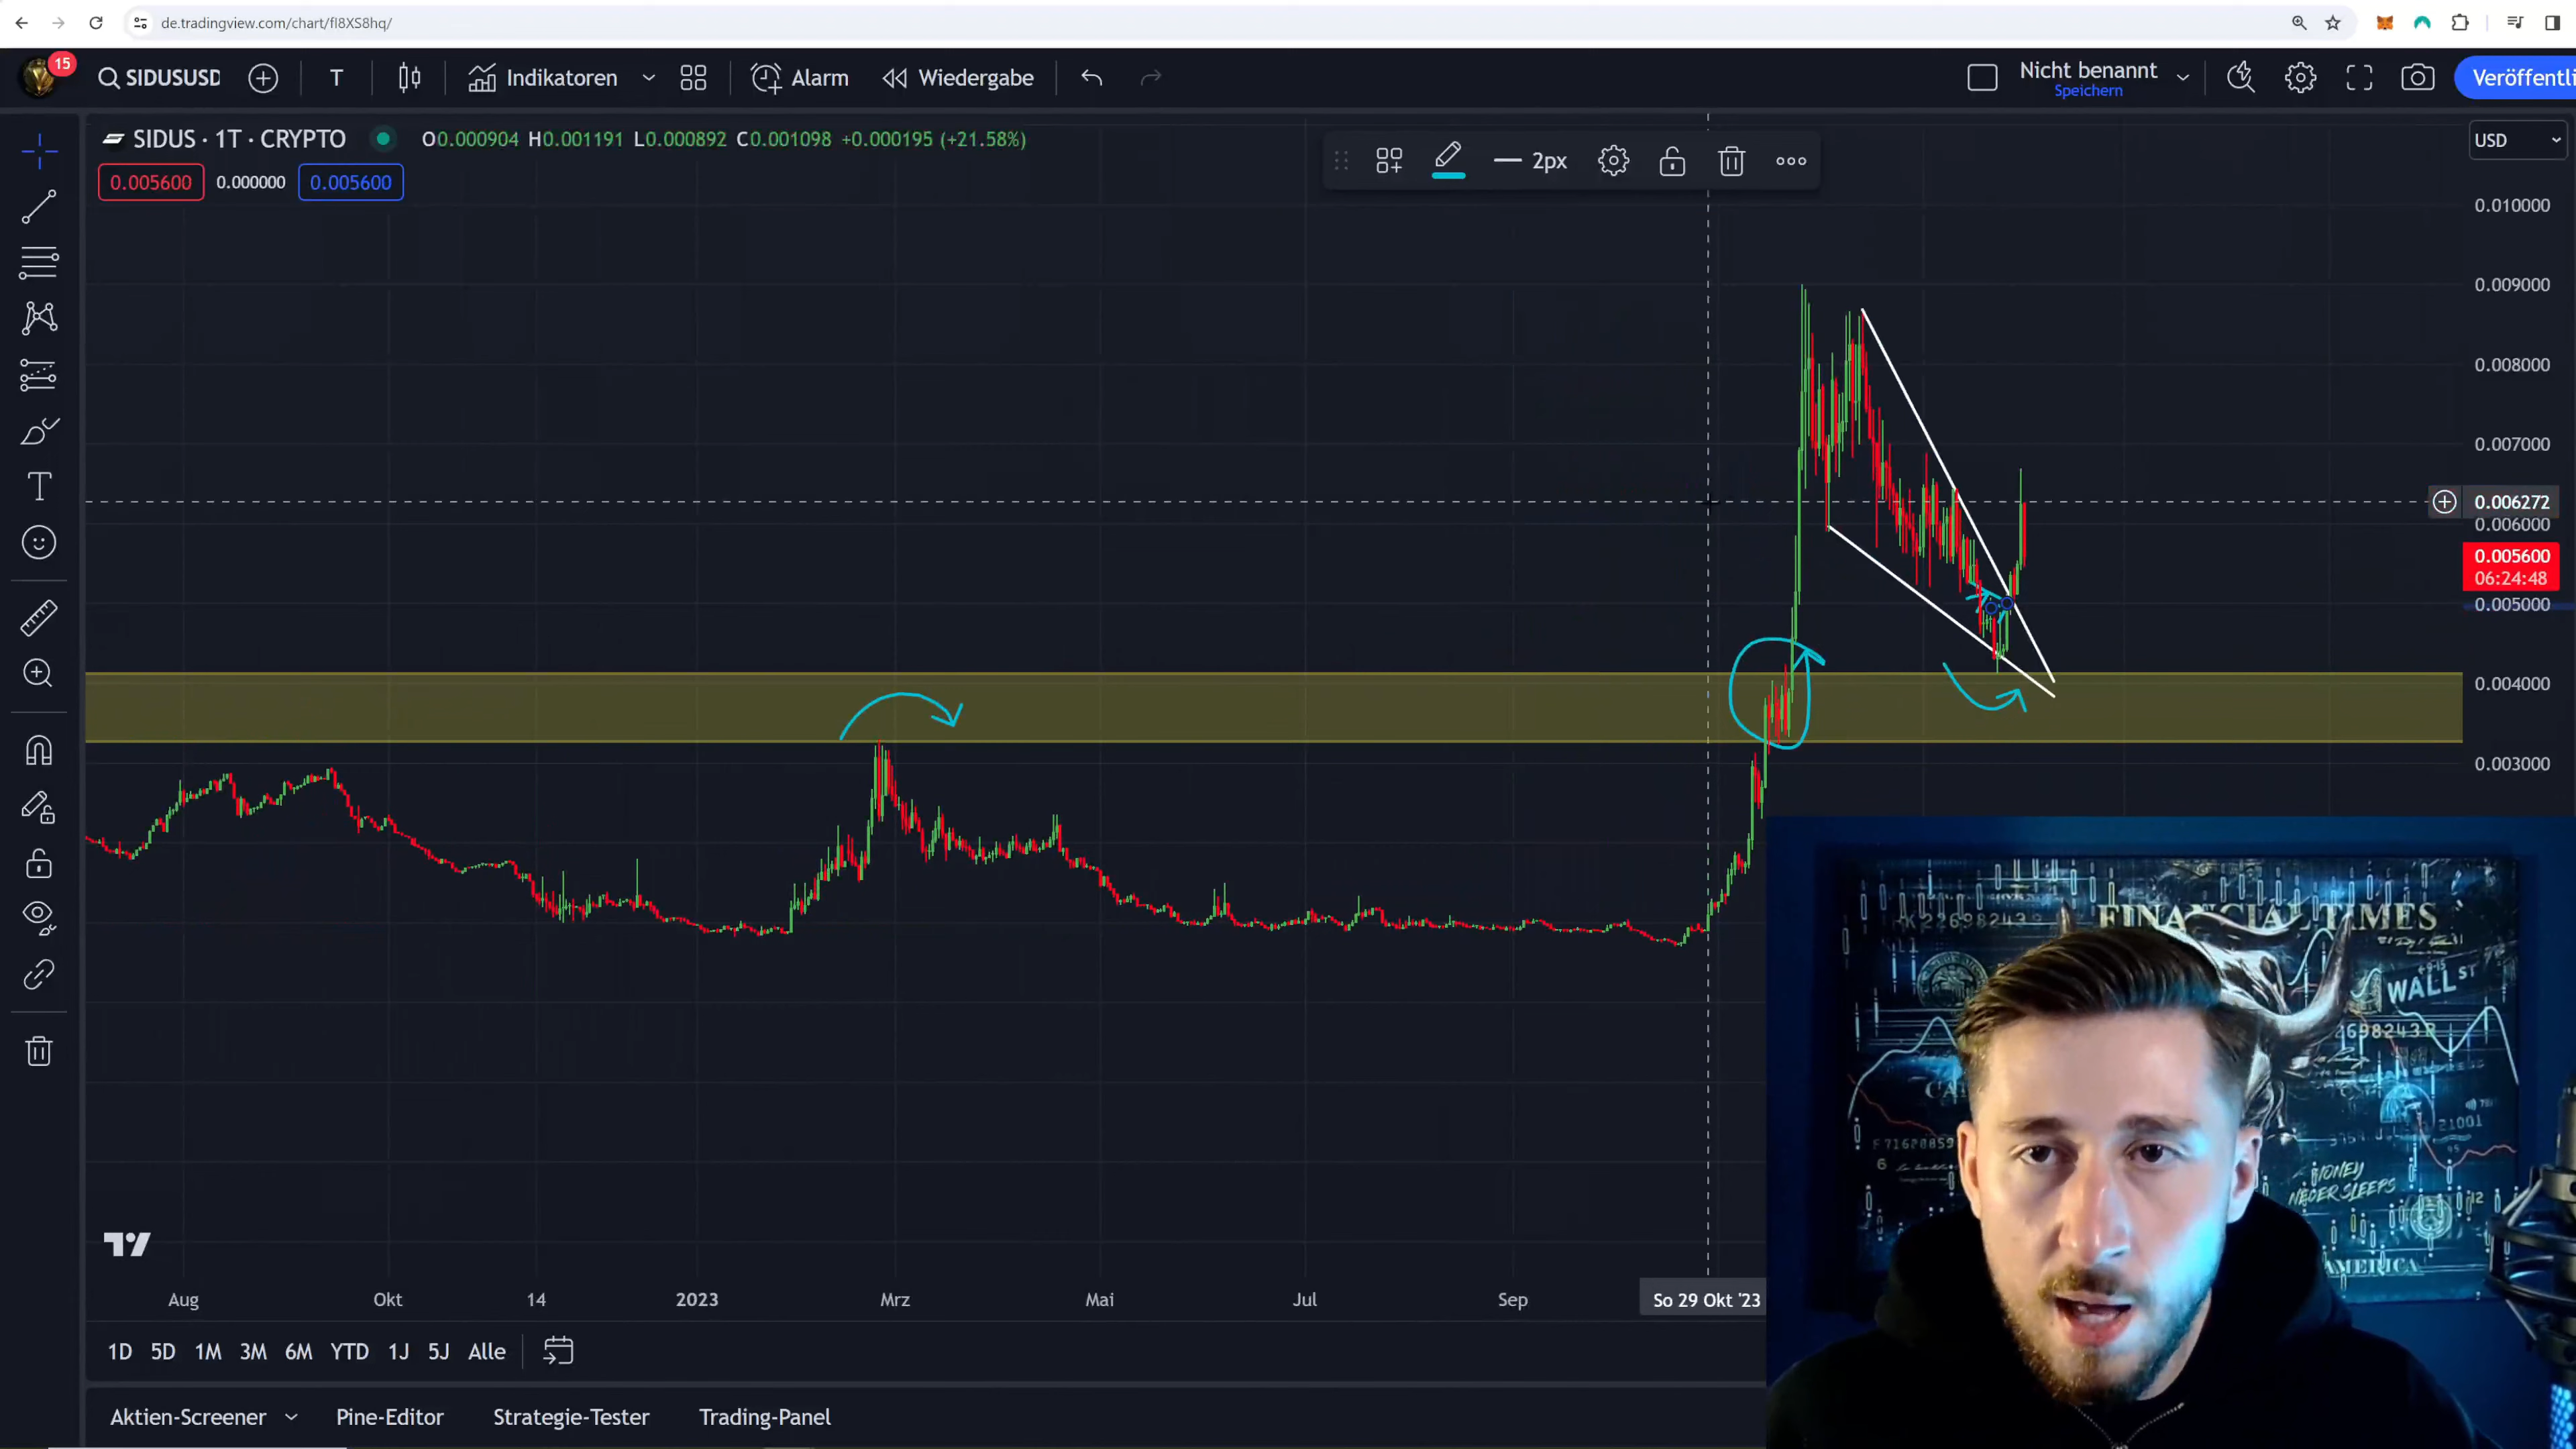 de.tradingview.com/chart/fI8XS8hq/
15
SIDUSUSD
T
Indikatoren
Alarm
Wiedergabe
Nicht benannt
Speichern
Veröffentli
SIDUS · 1T · CRYPTO
O0.000904 H0.001191 L0.000892 C0.001098 +0.000195 (+21.58%)
0.005600 0.000000 0.005600
2px
USD
0.010000
0.009000
0.008000
0.007000
0.006272
0.006000
0.005600
06:24:48
0.005000
0.004000
0.003000
FINANCIAL TIMES
WALL ST
MONEY
NEVER SLEEPS
21001
AMERICA
Aug Okt 14 2023 Mrz Mai Jul Sep So 29 Okt '23
1D 5D 1M 3M 6M YTD 1J 5J Alle
Aktien-Screener Pine-Editor Strategie-Tester Trading-Panel